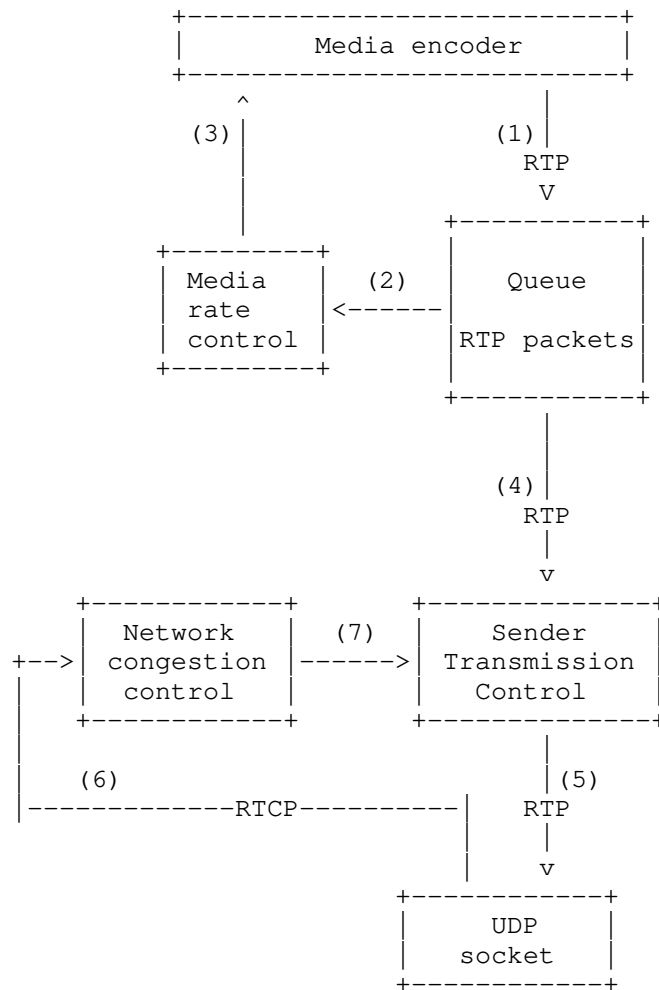 Media encoder
(3) (1)
RTP
Media (2) Queue
rate
control RTP packets
(4)
RTP
Network (7) Sender
congestion Transmission
control Control
(6) (5)
RTCP RTP
UDP
socket